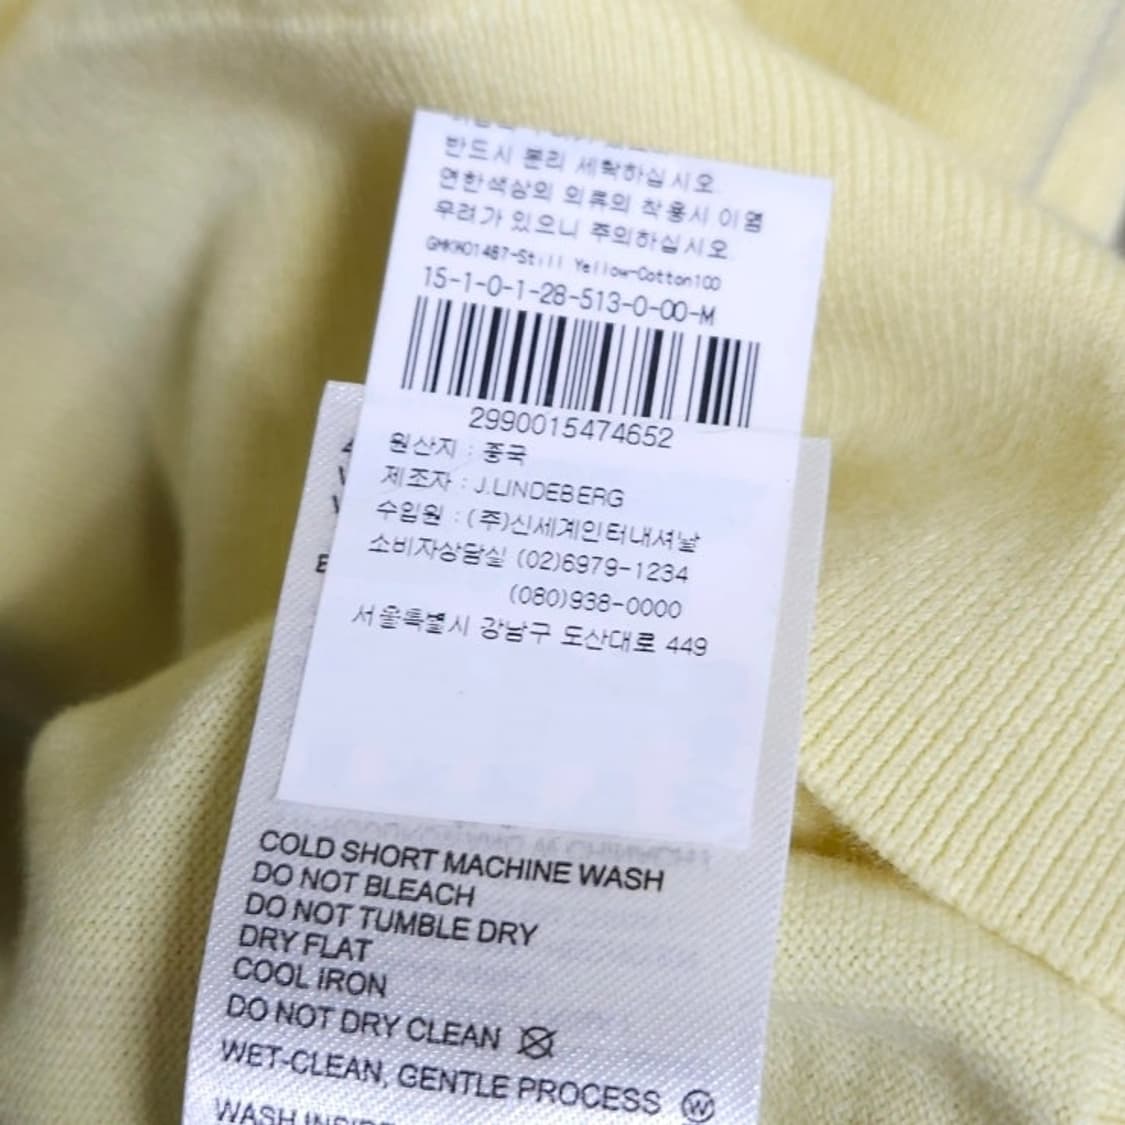 반드시 분리 세탁하십시오.
연한색상의 의류의 착용시 이염
우려가 있으니 주의하십시오.
GMKK01487-Still Yellow-Cotton100
15-1-0-1-28-513-0-00-M
2990015474652
원산지 : 중국
제조자 : J.LINDEBERG
수입원 : (주)신세계인터내셔날
소비자상담실 (02)6979-1234
(080)938-0000
서울특별시 강남구 도산대로 449
COLD SHORT MACHINE WASH
DO NOT BLEACH
DO NOT TUMBLE DRY
DRY FLAT
COOL IRON
DO NOT DRY CLEAN
WET-CLEAN, GENTLE PROCESS W
WASH